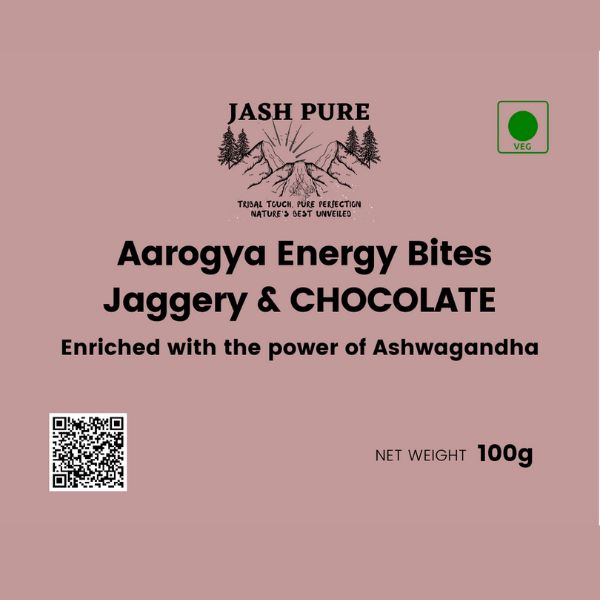 JASH PURE
TRIBAL TOUCH, PURE PERFECTION
NATURE'S BEST UNVEILED
VEG
Aarogya Energy Bites
Jaggery & CHOCOLATE
Enriched with the power of Ashwagandha
NET WEIGHT 100g